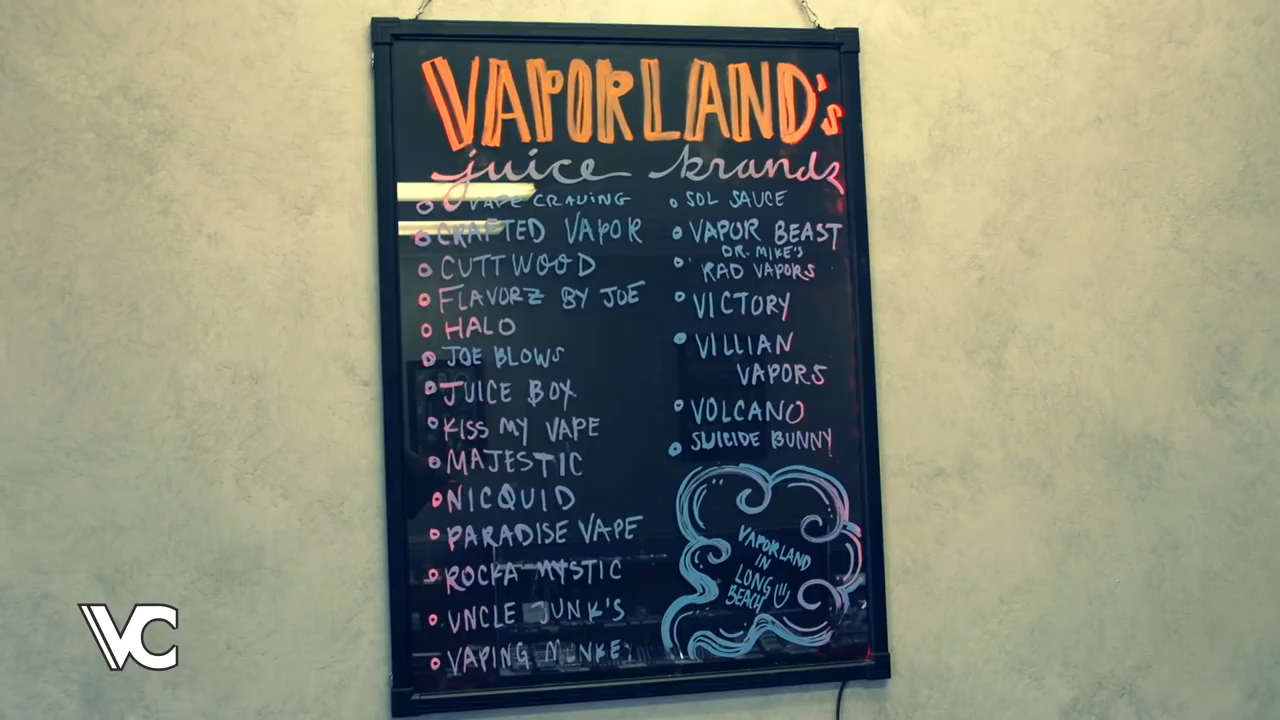 VAPORLAND's
juice brandz
VAPE CRAVING
CRAFTED VAPOR
CUTTWOOD
FLAVORZ BY JOE
HALO
JOE BLOWS
JUICE BOX
KISS MY VAPE
MAJESTIC
NICQUID
PARADISE VAPE
ROCKA MYSTIC
UNCLE JUNK'S
VAPING MONKEY
SOL SAUCE
VAPOR BEAST
DR. MIKE'S
RAD VAPORS
VICTORY
VILLIAN
VAPORS
VOLCANO
SUICIDE BUNNY
VAPORLAND
IN
LONG
BEACH
VC